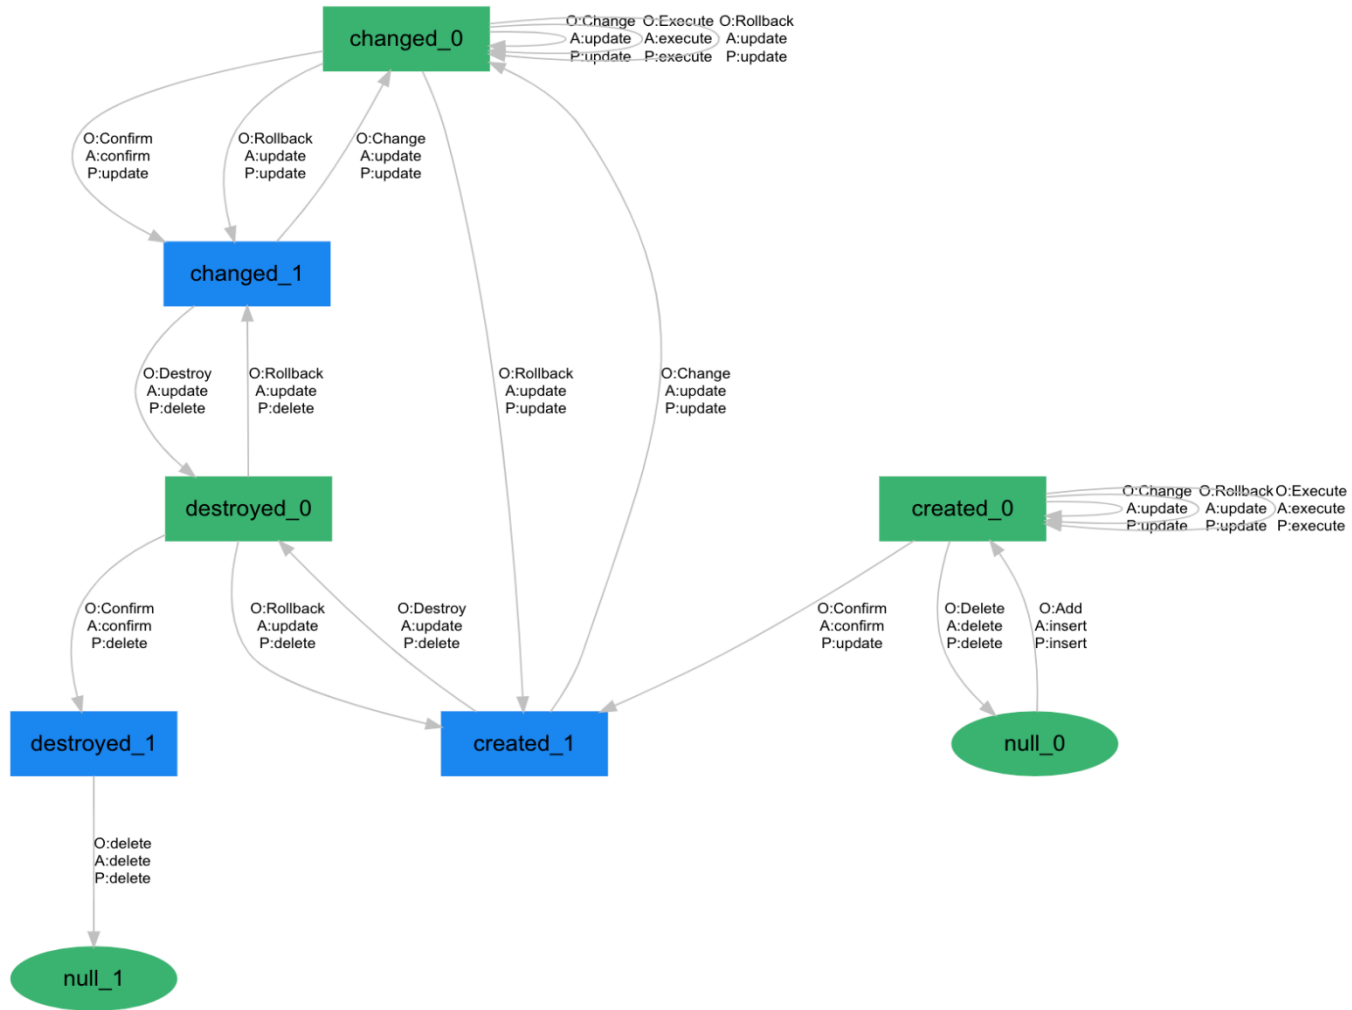 changed_0
O:Change
A:update
P:update
O:Execute
A:execute
P:execute
O:Rollback
A:update
P:update
O:Confirm
A:confirm
P:update
O:Rollback
A:update
P:update
O:Change
A:update
P:update
changed_1
O:Destroy
A:update
P:delete
O:Rollback
A:update
P:delete
O:Rollback
A:update
P:update
O:Change
A:update
P:update
destroyed_0
created_0
O:Change
A:update
P:update
O:Rollback
A:update
P:update
O:Execute
A:execute
P:execute
O:Confirm
A:confirm
P:delete
O:Rollback
A:update
P:delete
O:Destroy
A:update
P:delete
O:Confirm
A:confirm
P:update
O:Delete
A:delete
P:delete
O:Add
A:insert
P:insert
destroyed_1
created_1
null_0
O:delete
A:delete
P:delete
null_1